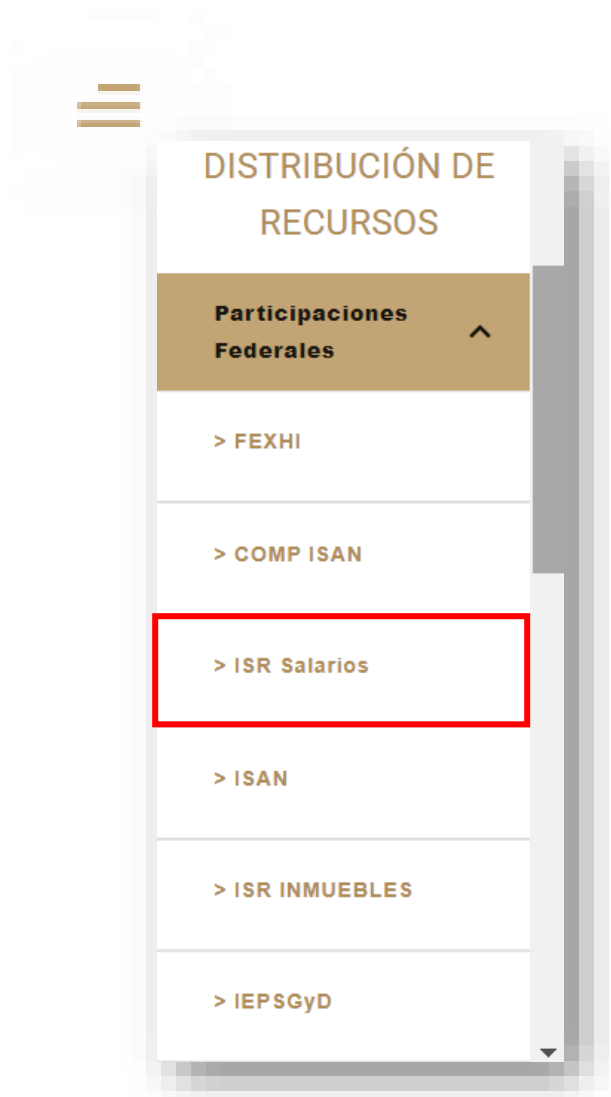 DISTRIBUCIÓN DE
RECURSOS
Participaciones
Federales
> FEXHI
> COMP ISAN
> ISR Salarios
> ISAN
> ISR INMUEBLES
> IEPSGyD